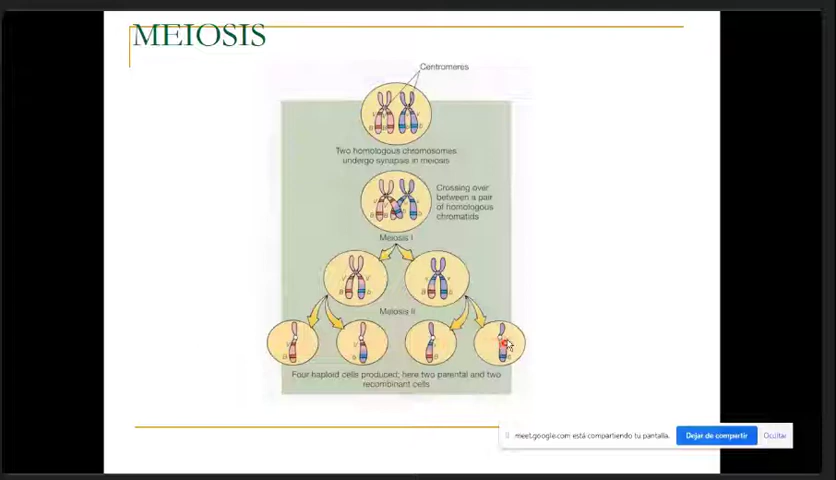 MEIOSIS
Centromeres
Two homologous chromosomes
undergo synapsis in meiosis
Crossing over
between a pair
of homologous
chromatids
Meiosis I
Meiosis II
Four haploid cells produced; here two parental and two
recombinant cells
meet.google.com está compartiendo tu pantalla.
Dejar de compartir
Ocultar